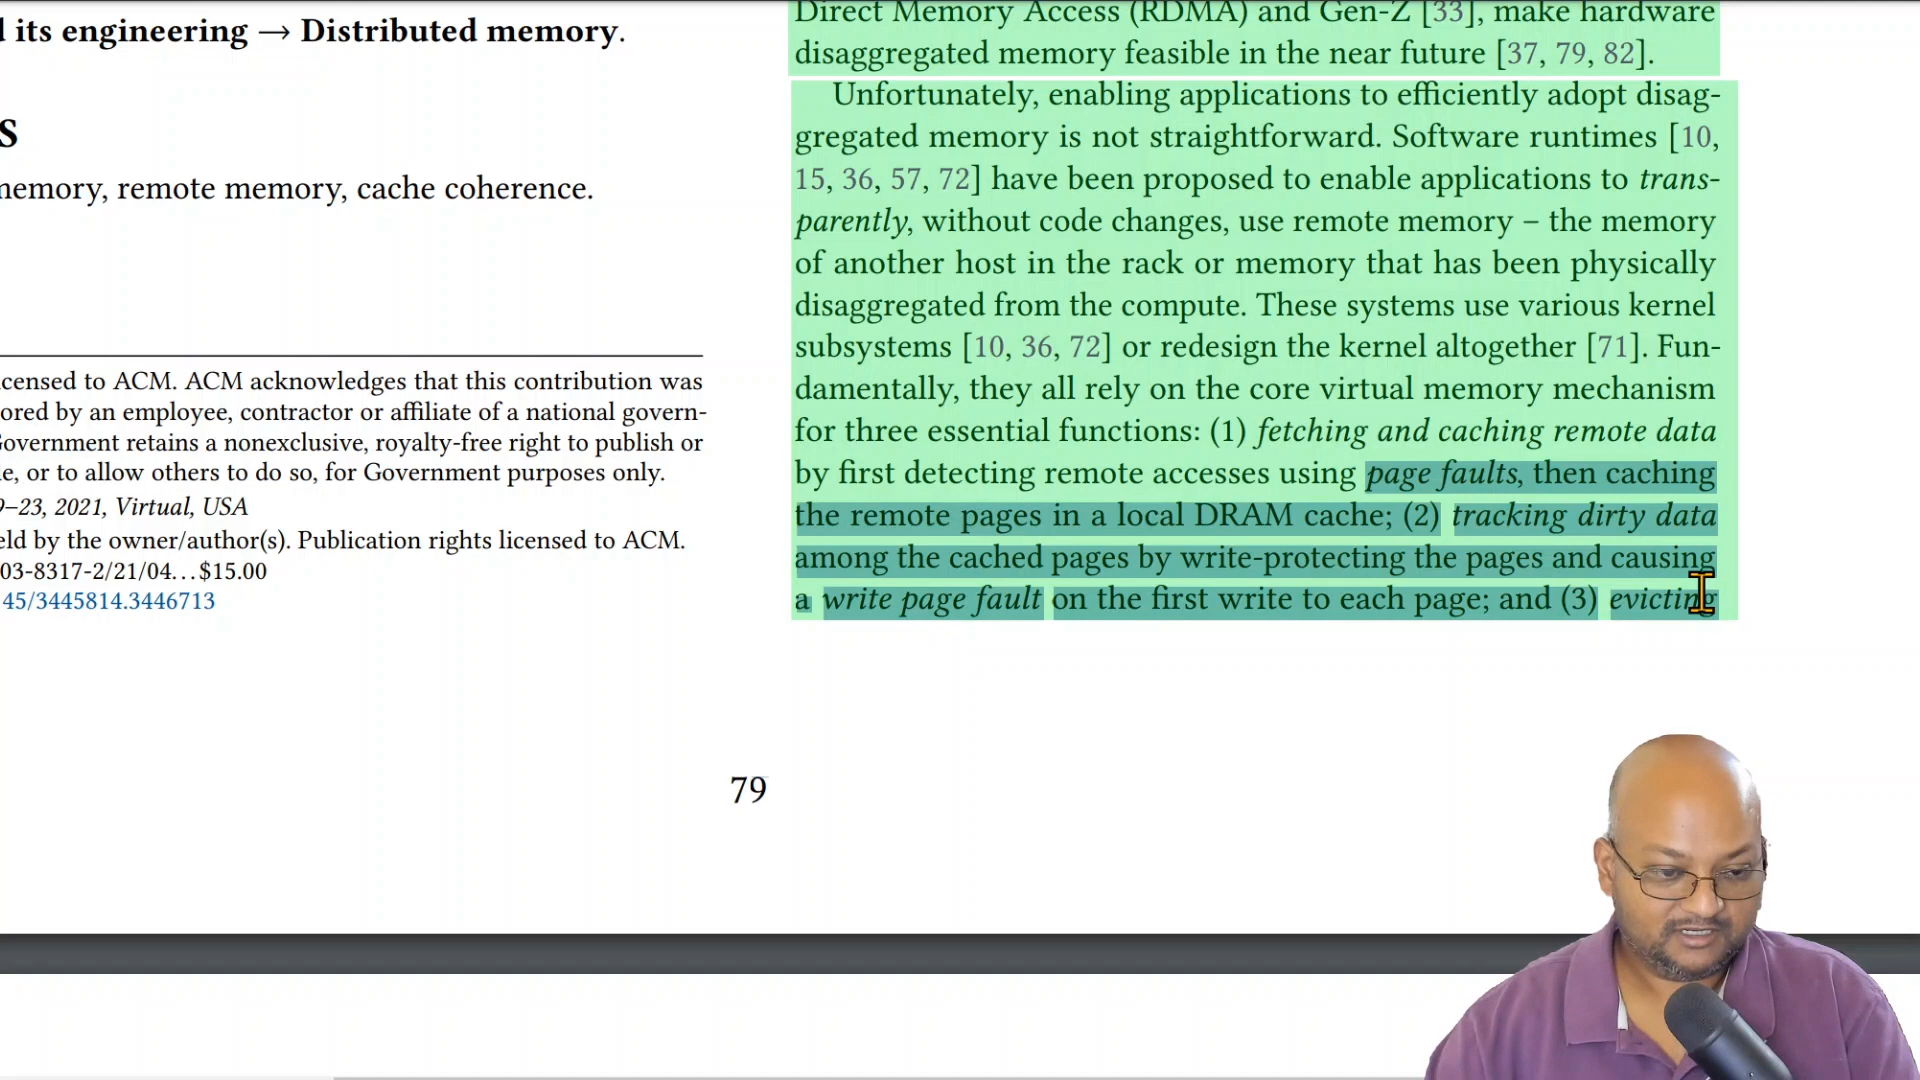 d its engineering → Distributed memory.
S
memory, remote memory, cache coherence.
icensed to ACM. ACM acknowledges that this contribution was
ored by an employee, contractor or affiliate of a national govern-
Government retains a nonexclusive, royalty-free right to publish or
le, or to allow others to do so, for Government purposes only.
9–23, 2021, Virtual, USA
eld by the owner/author(s). Publication rights licensed to ACM.
03-8317-2/21/04...$15.00
45/3445814.3446713
Direct Memory Access (RDMA) and Gen-Z [33], make hardware
disaggregated memory feasible in the near future [37, 79, 82].
Unfortunately, enabling applications to efficiently adopt disag-
gregated memory is not straightforward. Software runtimes [10,
15, 36, 57, 72] have been proposed to enable applications to trans-
parently, without code changes, use remote memory – the memory
of another host in the rack or memory that has been physically
disaggregated from the compute. These systems use various kernel
subsystems [10, 36, 72] or redesign the kernel altogether [71]. Fun-
damentally, they all rely on the core virtual memory mechanism
for three essential functions: (1) fetching and caching remote data
by first detecting remote accesses using page faults, then caching
the remote pages in a local DRAM cache; (2) tracking dirty data
among the cached pages by write-protecting the pages and causing
a write page fault on the first write to each page; and (3) evicting
79